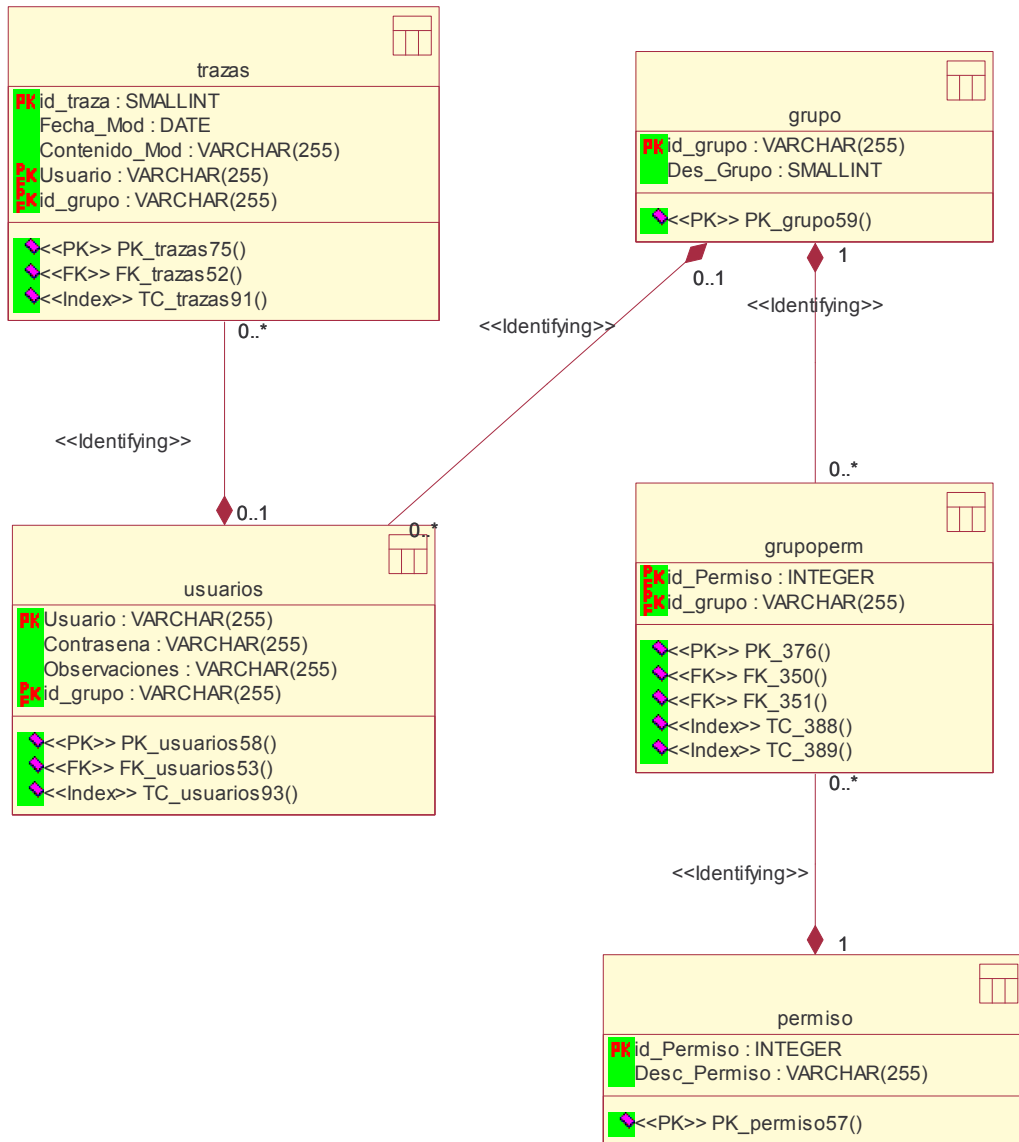 trazas
PK id_traza : SMALLINT
Fecha_Mod : DATE
Contenido_Mod : VARCHAR(255)
PFK Usuario : VARCHAR(255)
PFK id_grupo : VARCHAR(255)
<<PK>> PK_trazas75()
<<FK>> FK_trazas52()
<<Index>> TC_trazas91()
0..*
<<Identifying>>
0..1
grupo
PK id_grupo : VARCHAR(255)
Des_Grupo : SMALLINT
<<PK>> PK_grupo59()
0..1
<<Identifying>>
0..*
1
<<Identifying>>
0..*
usuarios
PK Usuario : VARCHAR(255)
Contrasena : VARCHAR(255)
Observaciones : VARCHAR(255)
PFK id_grupo : VARCHAR(255)
<<PK>> PK_usuarios58()
<<FK>> FK_usuarios53()
<<Index>> TC_usuarios93()
grupoperm
PFK id_Permiso : INTEGER
PFK id_grupo : VARCHAR(255)
<<PK>> PK_376()
<<FK>> FK_350()
<<FK>> FK_351()
<<Index>> TC_388()
<<Index>> TC_389()
0..*
<<Identifying>>
1
permiso
PK id_Permiso : INTEGER
Desc_Permiso : VARCHAR(255)
<<PK>> PK_permiso57()